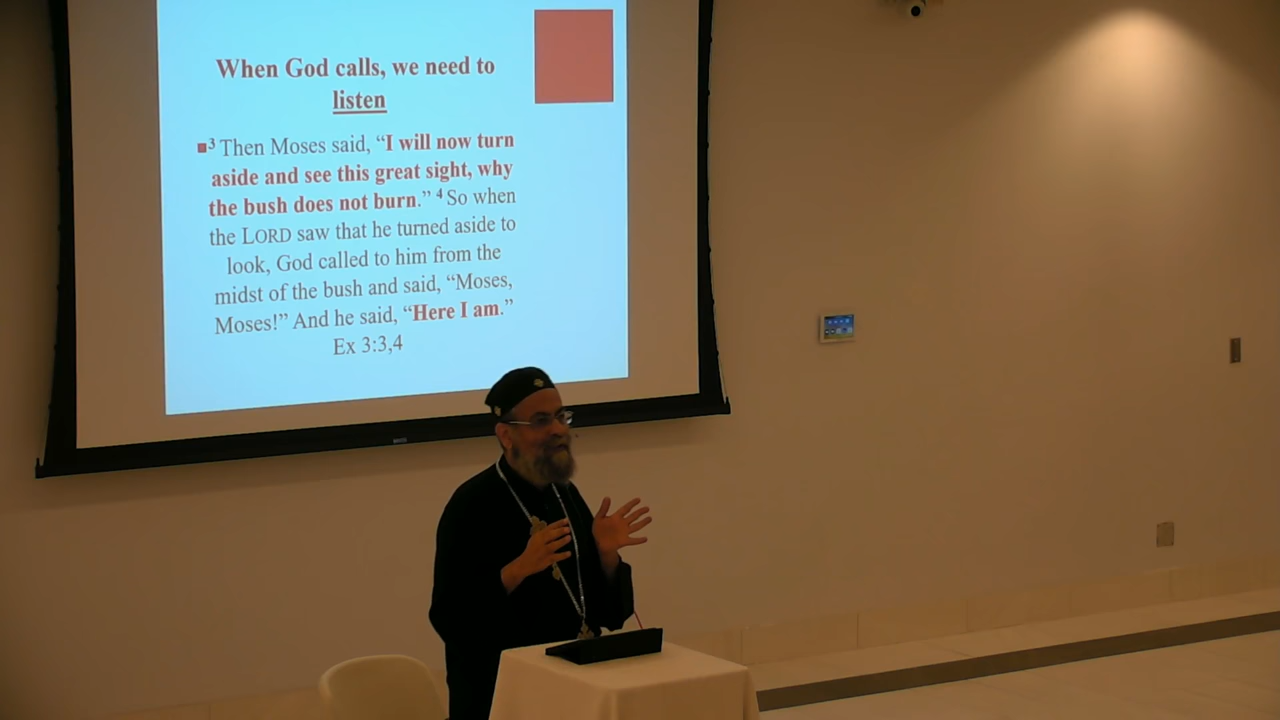 When God calls, we need to
listen
³ Then Moses said, “I will now turn
aside and see this great sight, why
the bush does not burn.” ⁴ So when
the LORD saw that he turned aside to
look, God called to him from the
midst of the bush and said, “Moses,
Moses!” And he said, “Here I am.”
Ex 3:3,4